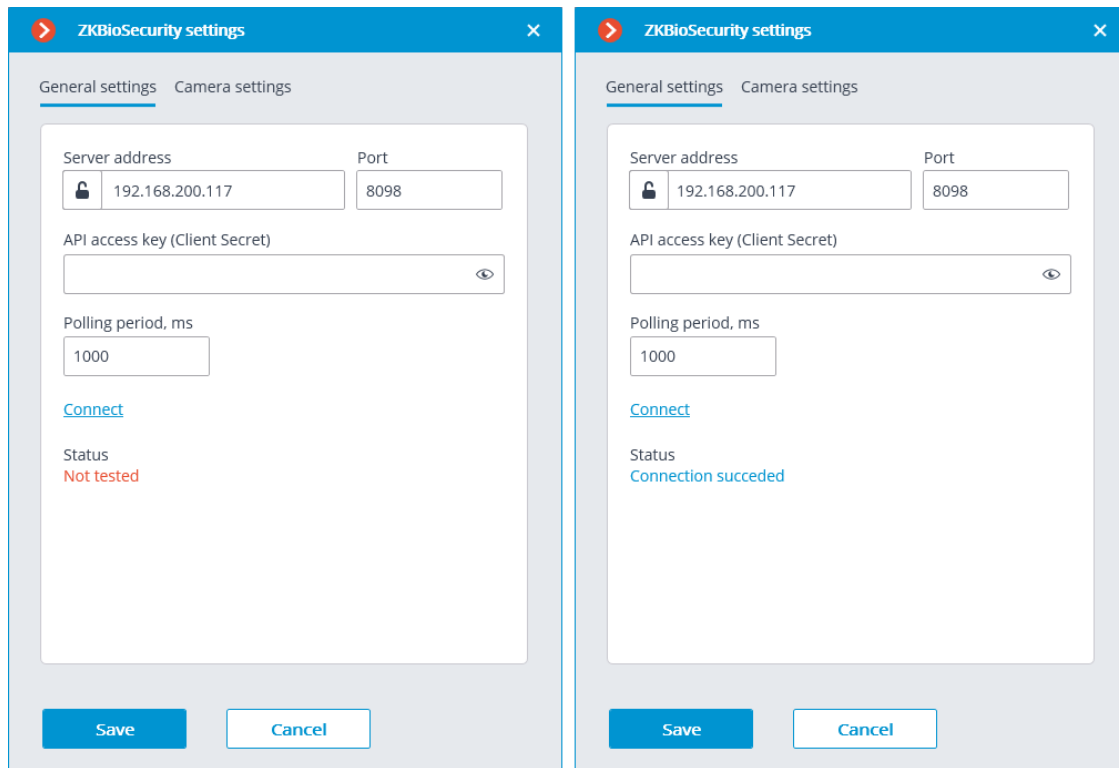 ZKBioSecurity settings
General settings Camera settings
Server address Port
192.168.200.117 8098
API access key (Client Secret)
Polling period, ms
1000
Connect
Status
Not tested
Save Cancel
ZKBioSecurity settings
General settings Camera settings
Server address Port
192.168.200.117 8098
API access key (Client Secret)
Polling period, ms
1000
Connect
Status
Connection succeded
Save Cancel